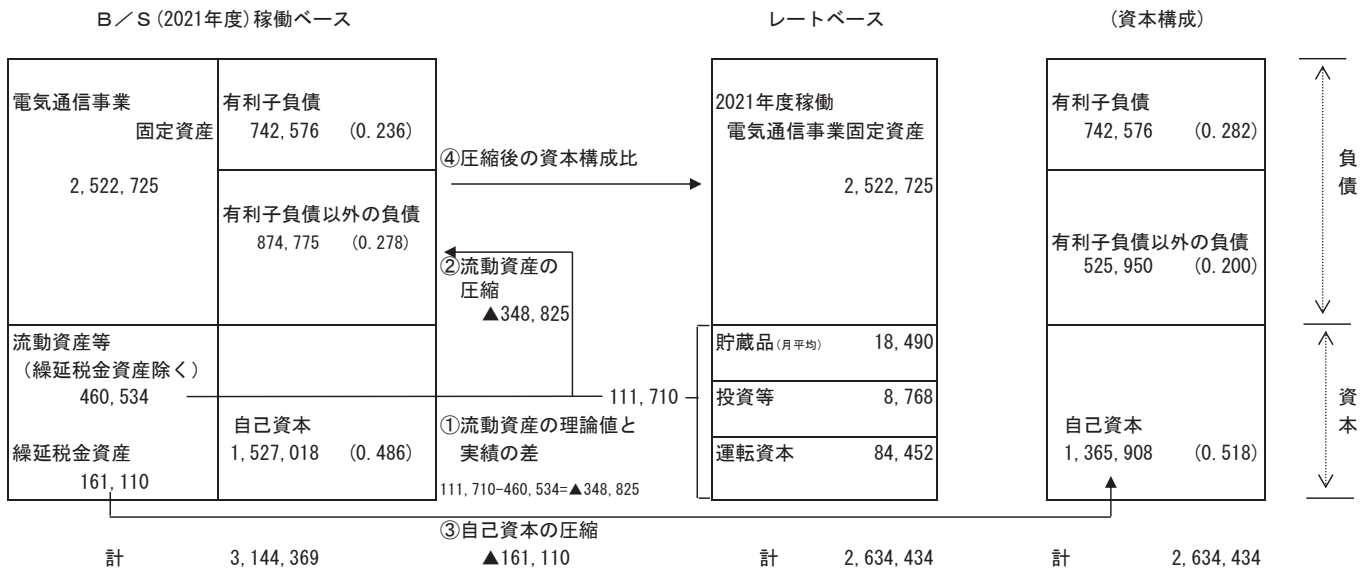 B／S(2021年度)稼働ベース
レートベース
(資本構成)
電気通信事業
固定資産
2,522,725
有利子負債
742,576 (0.236)
有利子負債以外の負債
874,775 (0.278)
流動資産等
（繰延税金資産除く）
460,534
繰延税金資産
161,110
自己資本
1,527,018 (0.486)
計 3,144,369
④圧縮後の資本構成比
②流動資産の
圧縮
▲348,825
111,710
①流動資産の理論値と
実績の差
111,710-460,534=▲348,825
③自己資本の圧縮
▲161,110
2021年度稼働
電気通信事業固定資産
2,522,725
貯蔵品(月平均) 18,490
投資等 8,768
運転資本 84,452
計 2,634,434
有利子負債
742,576 (0.282)
有利子負債以外の負債
525,950 (0.200)
自己資本
1,365,908 (0.518)
計 2,634,434
負債
資本